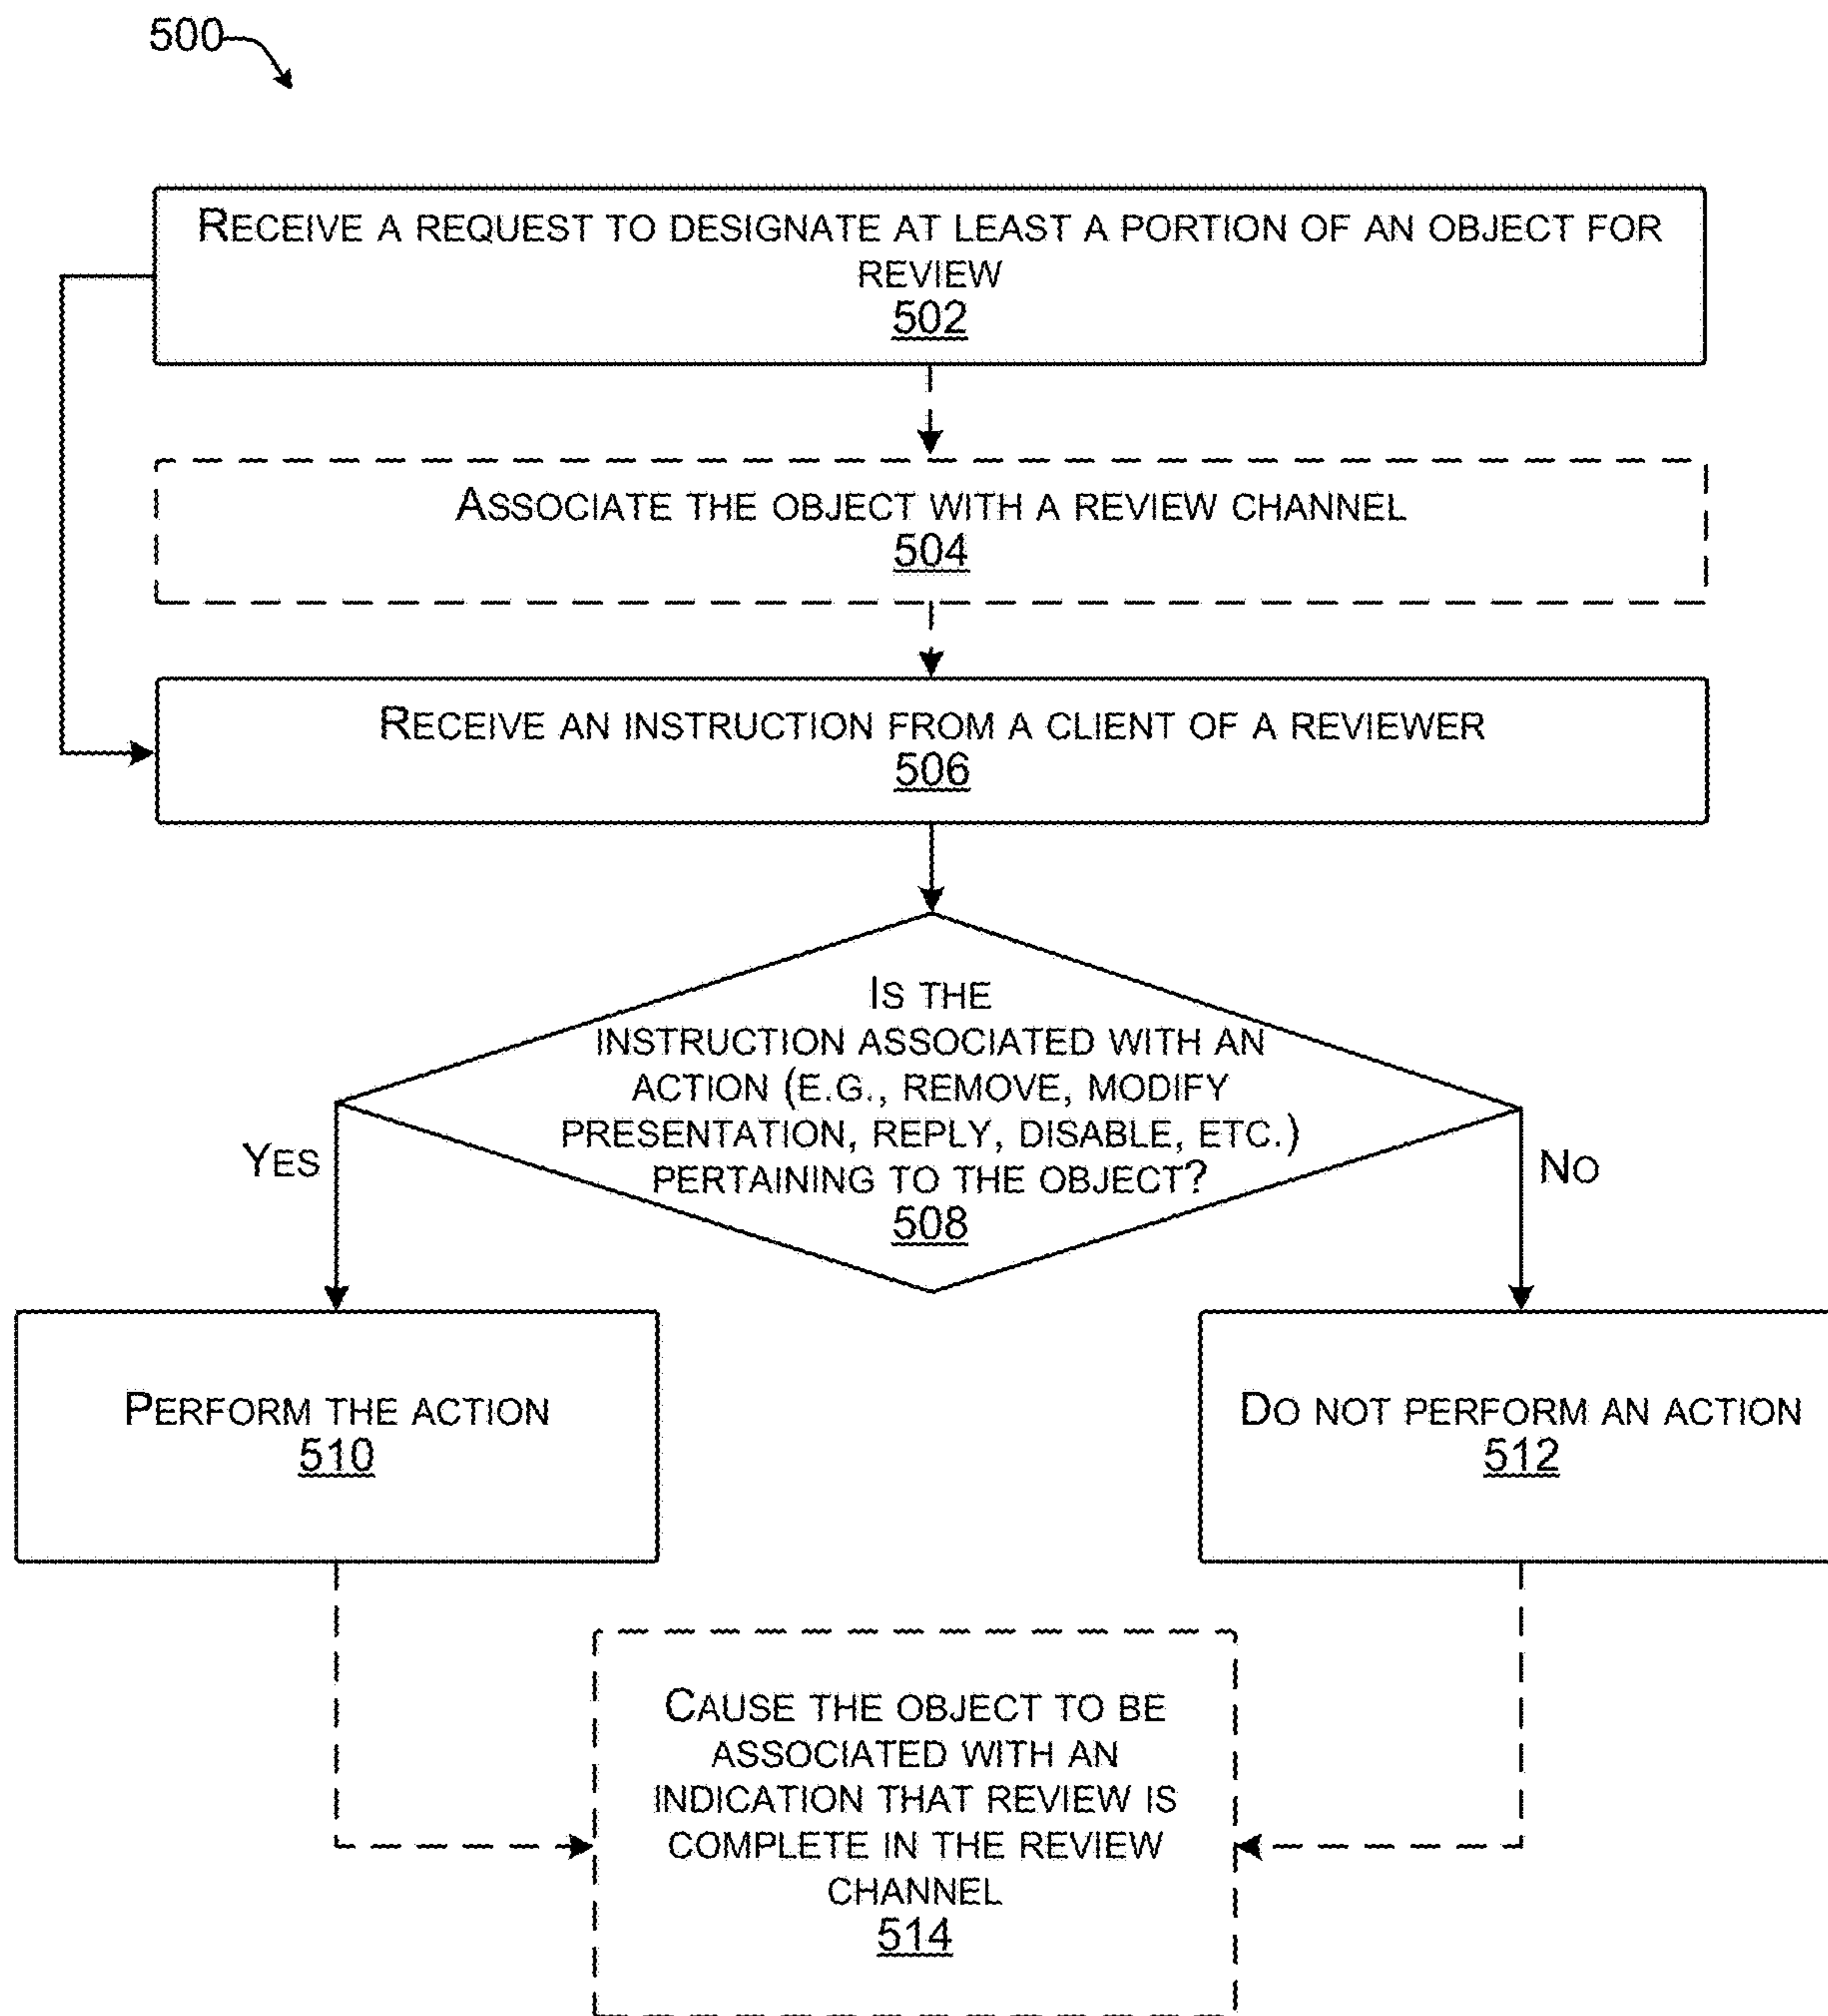 500
RECEIVE A REQUEST TO DESIGNATE AT LEAST A PORTION OF AN OBJECT FOR
REVIEW
502
ASSOCIATE THE OBJECT WITH A REVIEW CHANNEL
504
RECEIVE AN INSTRUCTION FROM A CLIENT OF A REVIEWER
506
IS THE
INSTRUCTION ASSOCIATED WITH AN
ACTION (E.G., REMOVE, MODIFY
PRESENTATION, REPLY, DISABLE, ETC.)
PERTAINING TO THE OBJECT?
508
YES
NO
PERFORM THE ACTION
510
DO NOT PERFORM AN ACTION
512
CAUSE THE OBJECT TO BE
ASSOCIATED WITH AN
INDICATION THAT REVIEW IS
COMPLETE IN THE REVIEW
CHANNEL
514